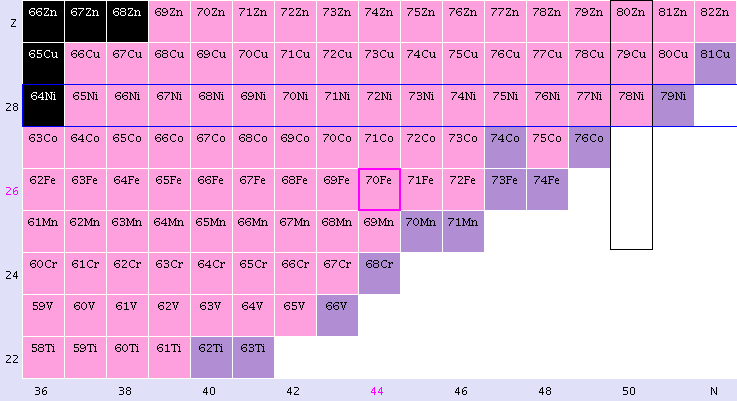 Z 66Zn 67Zn 68Zn 69Zn 70Zn 71Zn 72Zn 73Zn 74Zn 75Zn 76Zn 77Zn 78Zn 79Zn 80Zn 81Zn 82Zn
65Cu 66Cu 67Cu 68Cu 69Cu 70Cu 71Cu 72Cu 73Cu 74Cu 75Cu 76Cu 77Cu 78Cu 79Cu 80Cu 81Cu
28 64Ni 65Ni 66Ni 67Ni 68Ni 69Ni 70Ni 71Ni 72Ni 73Ni 74Ni 75Ni 76Ni 77Ni 78Ni 79Ni
63Co 64Co 65Co 66Co 67Co 68Co 69Co 70Co 71Co 72Co 73Co 74Co 75Co 76Co
26 62Fe 63Fe 64Fe 65Fe 66Fe 67Fe 68Fe 69Fe 70Fe 71Fe 72Fe 73Fe 74Fe
61Mn 62Mn 63Mn 64Mn 65Mn 66Mn 67Mn 68Mn 69Mn 70Mn 71Mn
24 60Cr 61Cr 62Cr 63Cr 64Cr 65Cr 66Cr 67Cr 68Cr
59V 60V 61V 62V 63V 64V 65V 66V
22 58Ti 59Ti 60Ti 61Ti 62Ti 63Ti
36 38 40 42 44 46 48 50 N